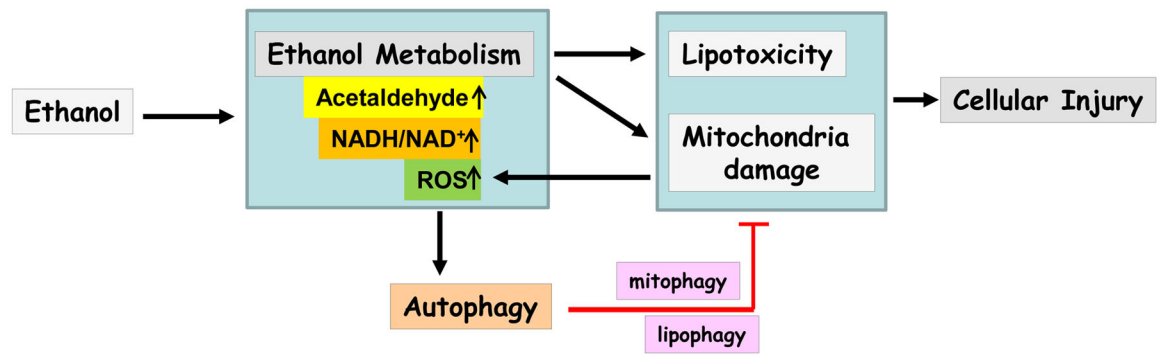 Ethanol
Ethanol Metabolism
Acetaldehyde↑
NADH/NAD⁺↑
ROS↑
Lipotoxicity
Mitochondria
damage
Cellular Injury
Autophagy
mitophagy
lipophagy